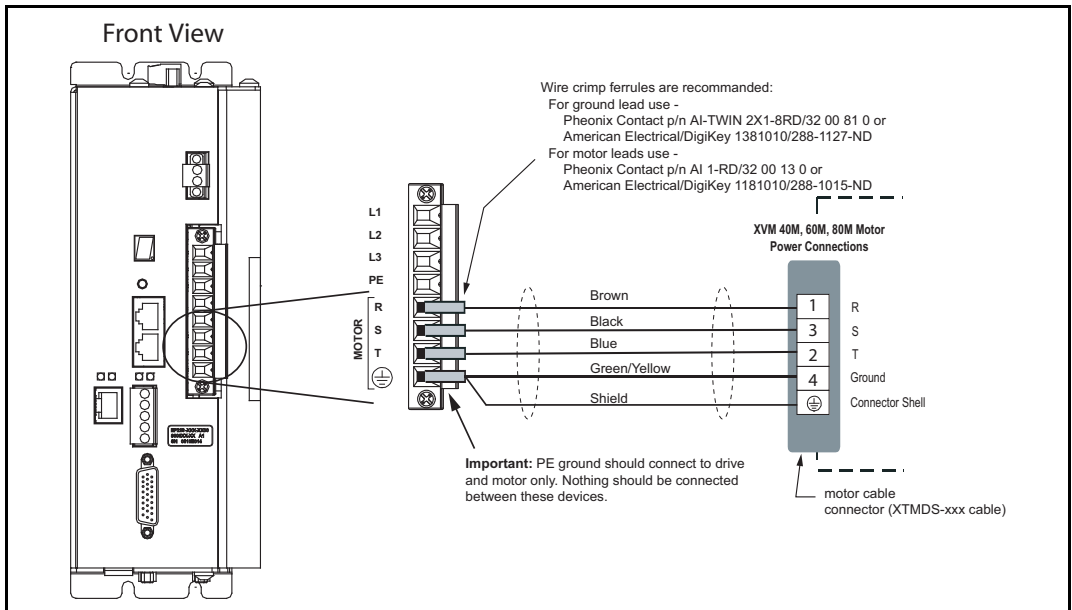 Front View
Wire crimp ferrules are recommanded:
For ground lead use -
Pheonix Contact p/n AI-TWIN 2X1-8RD/32 00 81 0 or
American Electrical/DigiKey 1381010/288-1127-ND
For motor leads use -
Pheonix Contact p/n AI 1-RD/32 00 13 0 or
American Electrical/DigiKey 1181010/288-1015-ND
XVM 40M, 60M, 80M Motor
Power Connections
L1
L2
L3
PE
MOTOR
R
S
T
Brown
Black
Blue
Green/Yellow
Shield
1 R
3 S
2 T
4 Ground
Connector Shell
Important: PE ground should connect to drive
and motor only. Nothing should be connected
between these devices.
motor cable
connector (XTMDS-xxx cable)